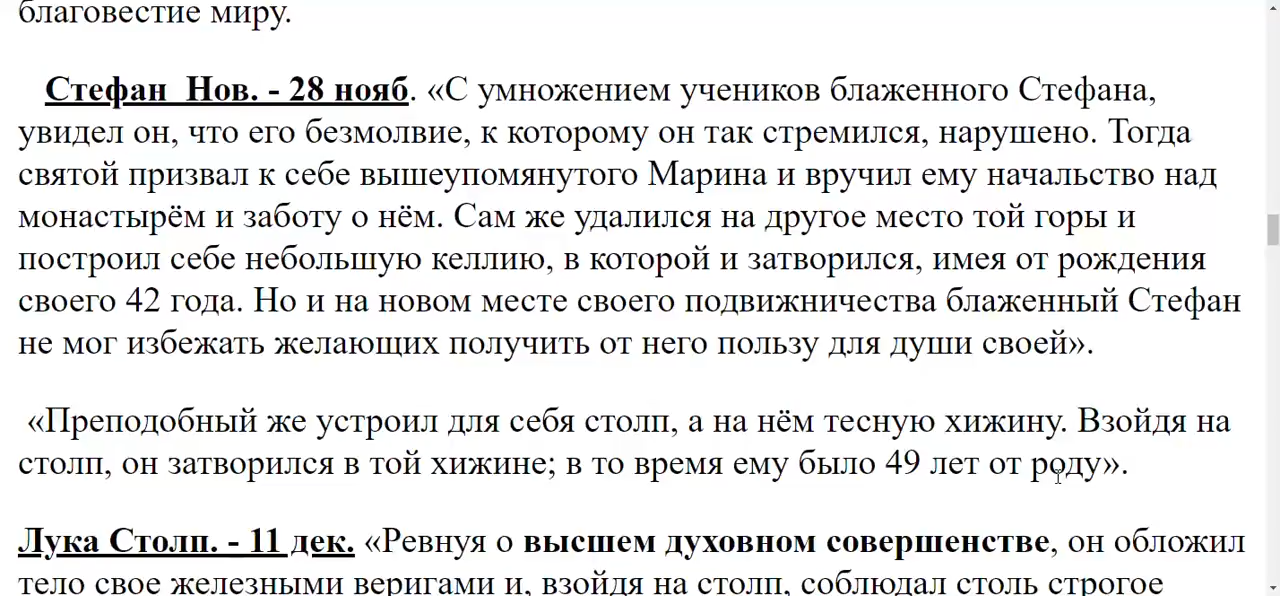 благовестие миру.
Стефан Нов. - 28 нояб. «С умножением учеников блаженного Стефана,
увидел он, что его безмолвие, к которому он так стремился, нарушено. Тогда
святой призвал к себе вышеупомянутого Марина и вручил ему начальство над
монастырём и заботу о нём. Сам же удалился на другое место той горы и
построил себе небольшую келлию, в которой и затворился, имея от рождения
своего 42 года. Но и на новом месте своего подвижничества блаженный Стефан
не мог избежать желающих получить от него пользу для души своей».
«Преподобный же устроил для себя столп, а на нём тесную хижину. Взойдя на
столп, он затворился в той хижине; в то время ему было 49 лет от роду».
Лука Столп. - 11 дек. «Ревнуя о высшем духовном совершенстве, он обложил
тело свое железными веригами и, взойдя на столп, соблюдал столь строгое